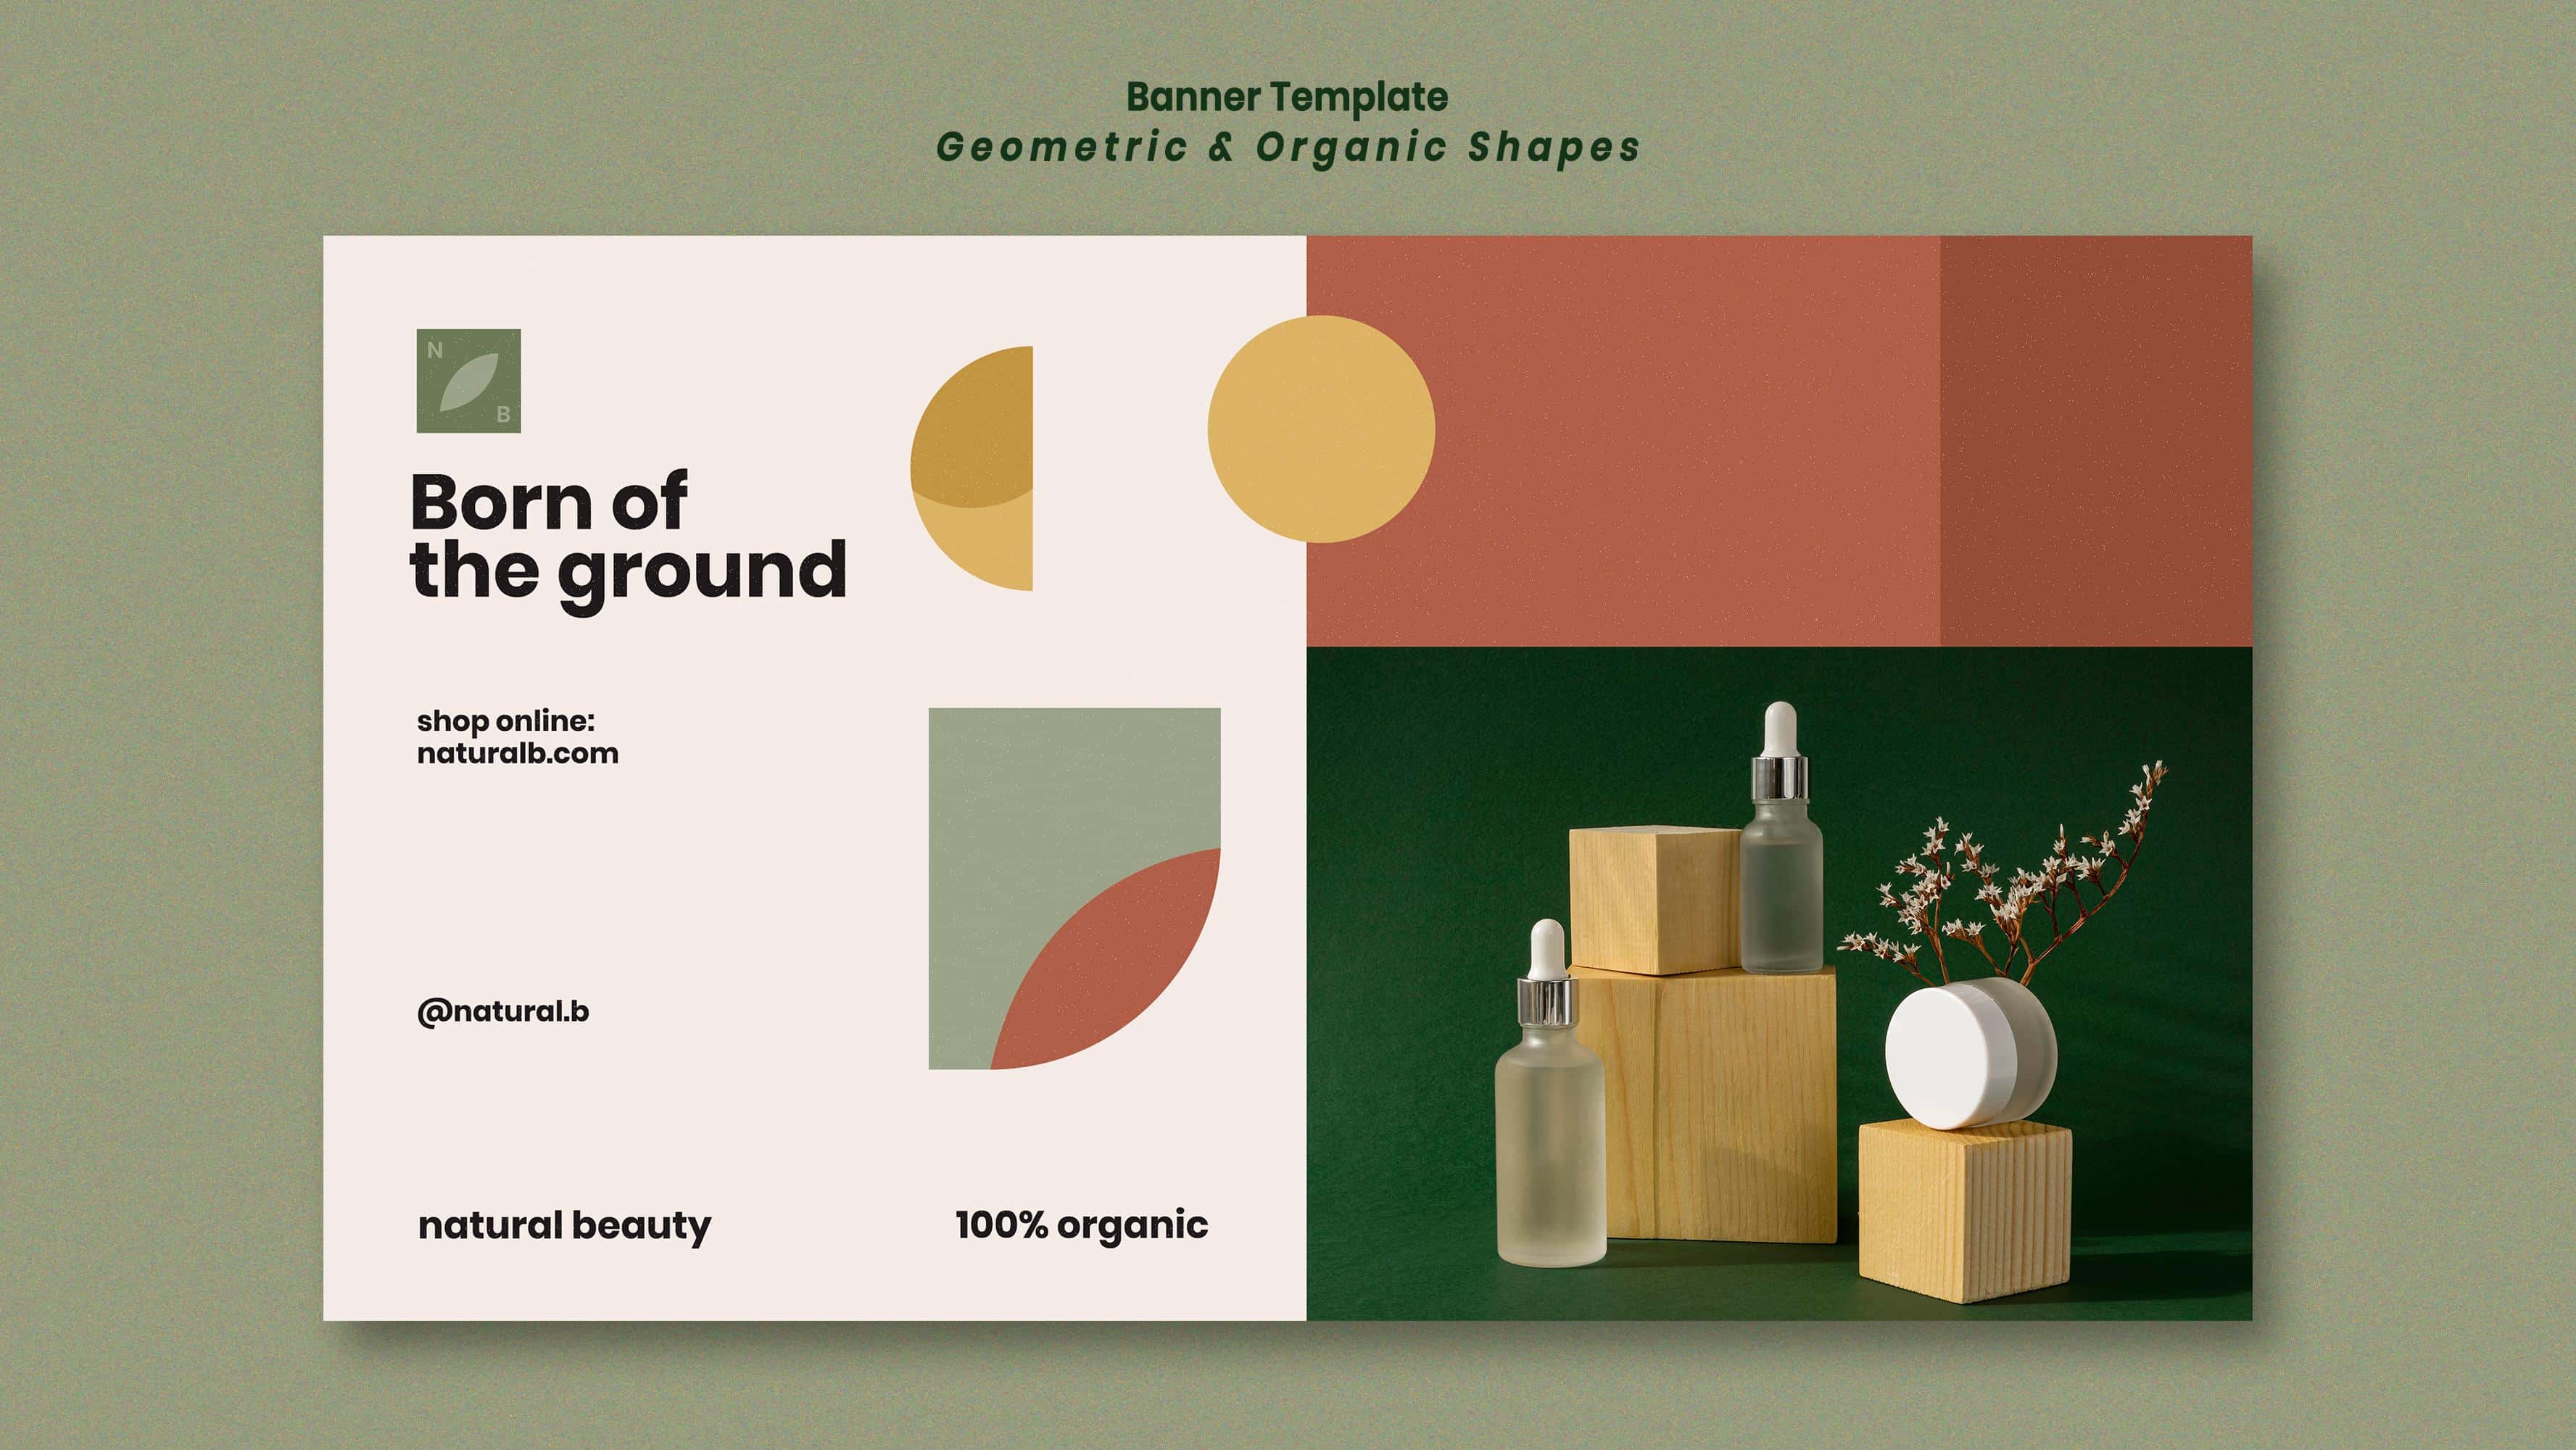 Banner Template
Geometric & Organic Shapes
N
B
Born of
the ground
shop online:
naturalb.com
@natural.b
natural beauty
100% organic